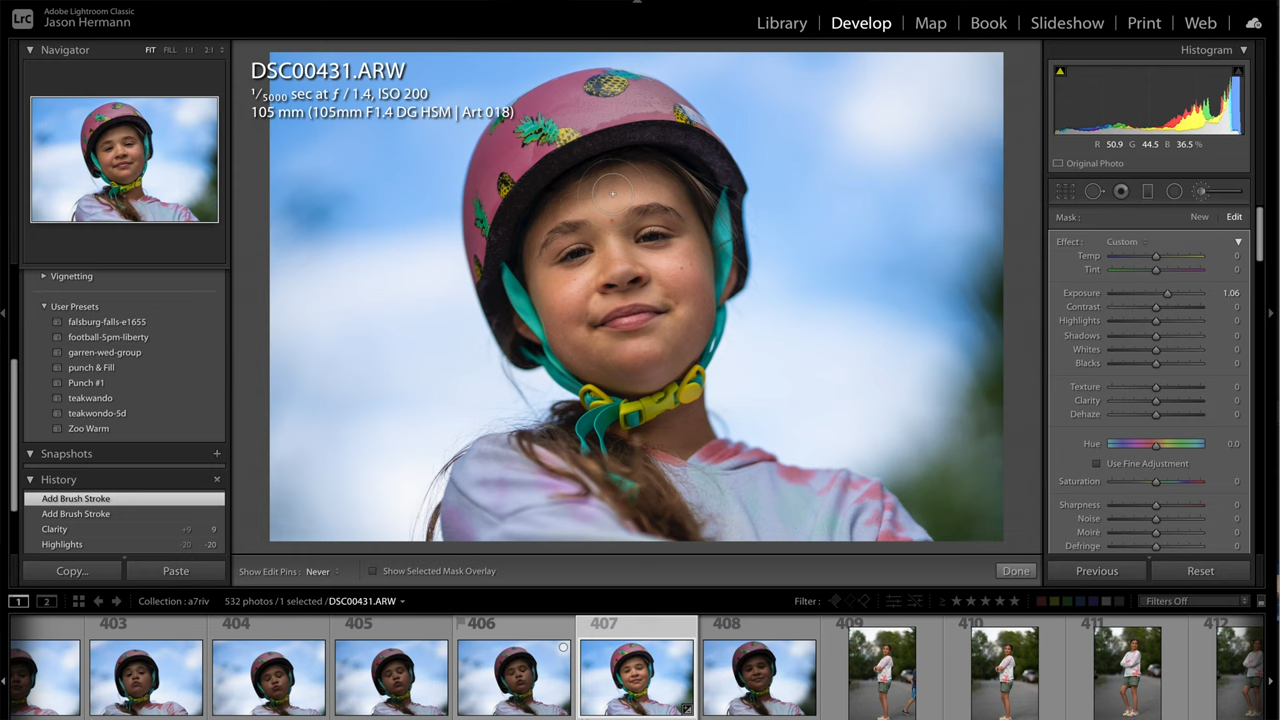 LrC
Adobe Lightroom Classic
Jason Hermann
Library | Develop | Map | Book | Slideshow | Print | Web
Navigator FIT FILL 1:1 2:1
Vignetting
User Presets
falsburg-falls-e1655
football-5pm-liberty
garren-wed-group
punch & Fill
Punch #1
teakwando
teakwondo-5d
Zoo Warm
Snapshots +
History ×
Add Brush Stroke
Add Brush Stroke
Clarity +9 9
Highlights -20 -20
Copy... Paste
DSC00431.ARW
1/5000 sec at ƒ / 1.4, ISO 200
105 mm (105mm F1.4 DG HSM | Art 018)
Show Edit Pins : Never Show Selected Mask Overlay Done
Histogram
R 50.9 G 44.5 B 36.5 %
Original Photo
Mask : New Edit
Effect : Custom
Temp 0
Tint 0
Exposure 1.06
Contrast 0
Highlights 0
Shadows 0
Whites 0
Blacks 0
Texture 0
Clarity 0
Dehaze 0
Hue 0.0
Use Fine Adjustment
Saturation 0
Sharpness 0
Noise 0
Moiré 0
Defringe 0
Previous Reset
1 2 Collection : a7riv 532 photos / 1 selected / DSC00431.ARW Filter : Filters Off
403 404 405 406 407 408 409 410 411 412